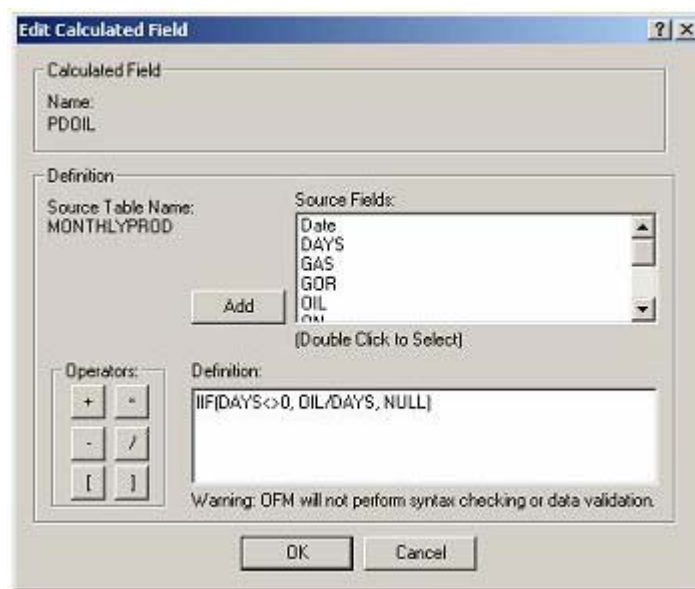 Edit Calculated Field
Calculated Field
Name:
PDOIL
Definition
Source Table Name:
MONTHLYPROD
Source Fields:
Date
DAYS
GAS
GOR
OIL
Add
(Double Click to Select)
Operators:
+ *
- /
[ ]
Definition:
IIF(DAYS<>0, OIL/DAYS, NULL)
Warning: OFM will not perform syntax checking or data validation.
OK Cancel